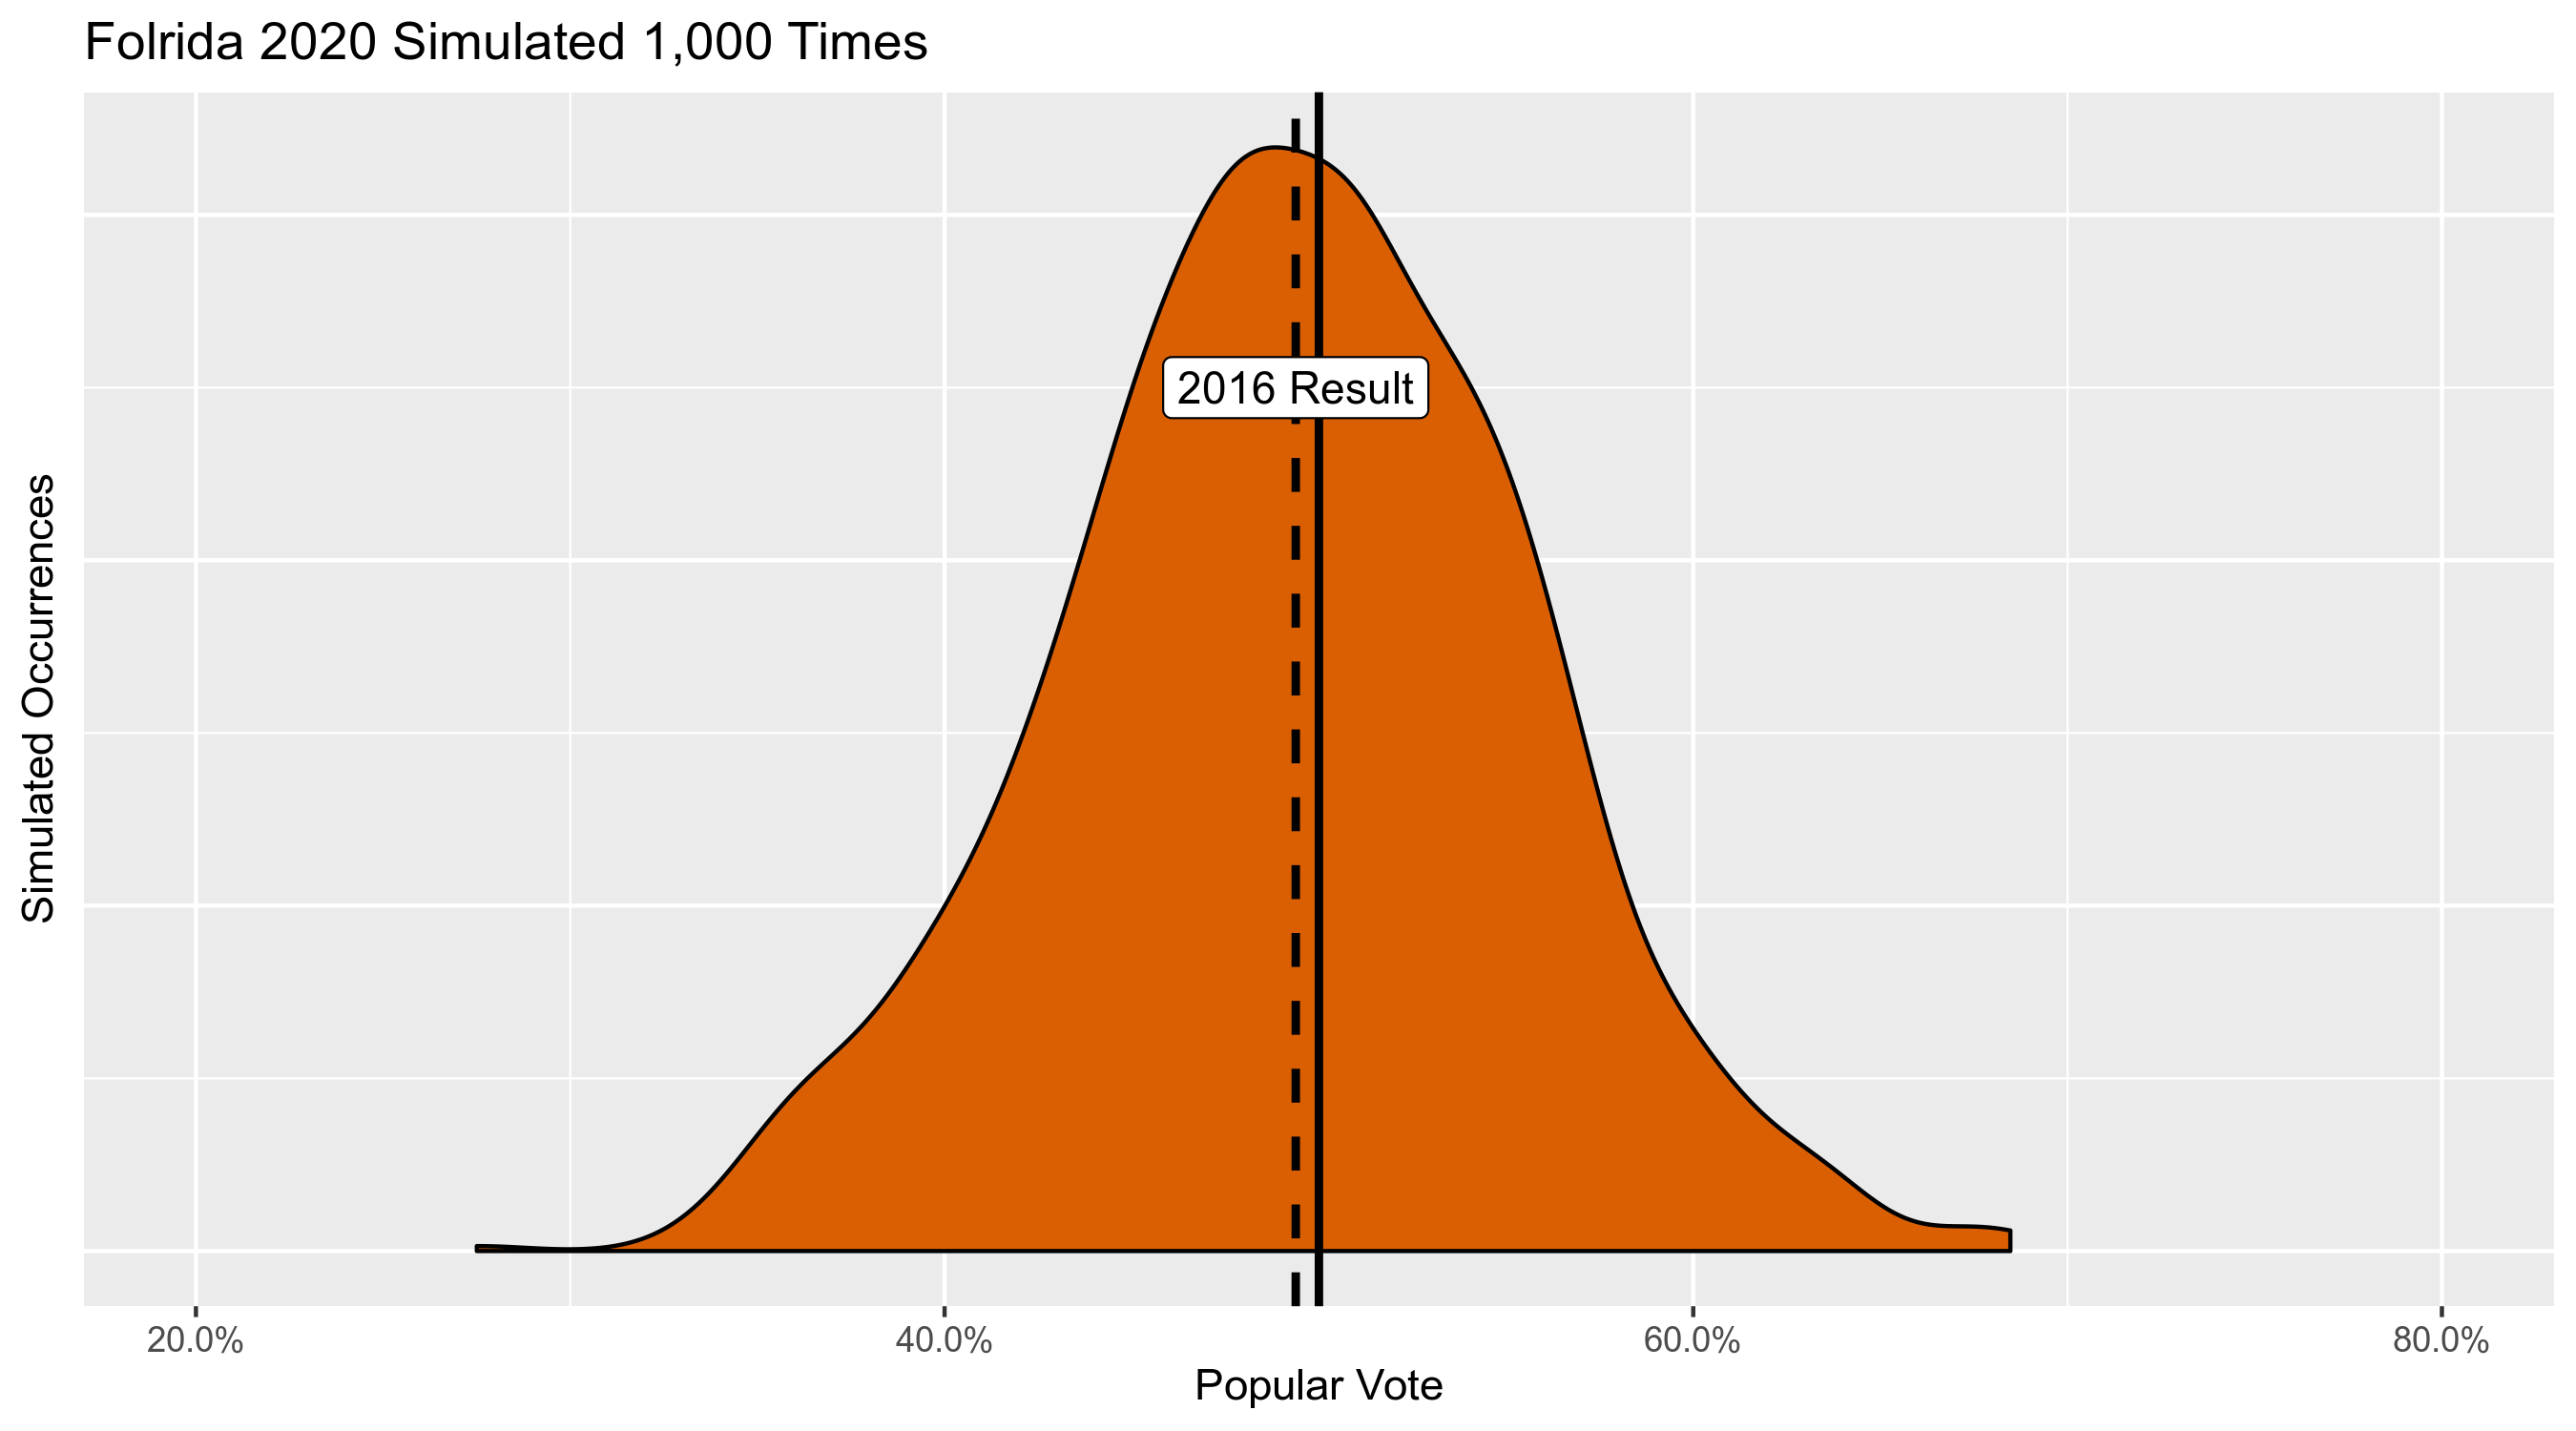 Folrida 2020 Simulated 1,000 Times
Simulated Occurrences
2016 Result
20.0%
40.0%
60.0%
80.0%
Popular Vote